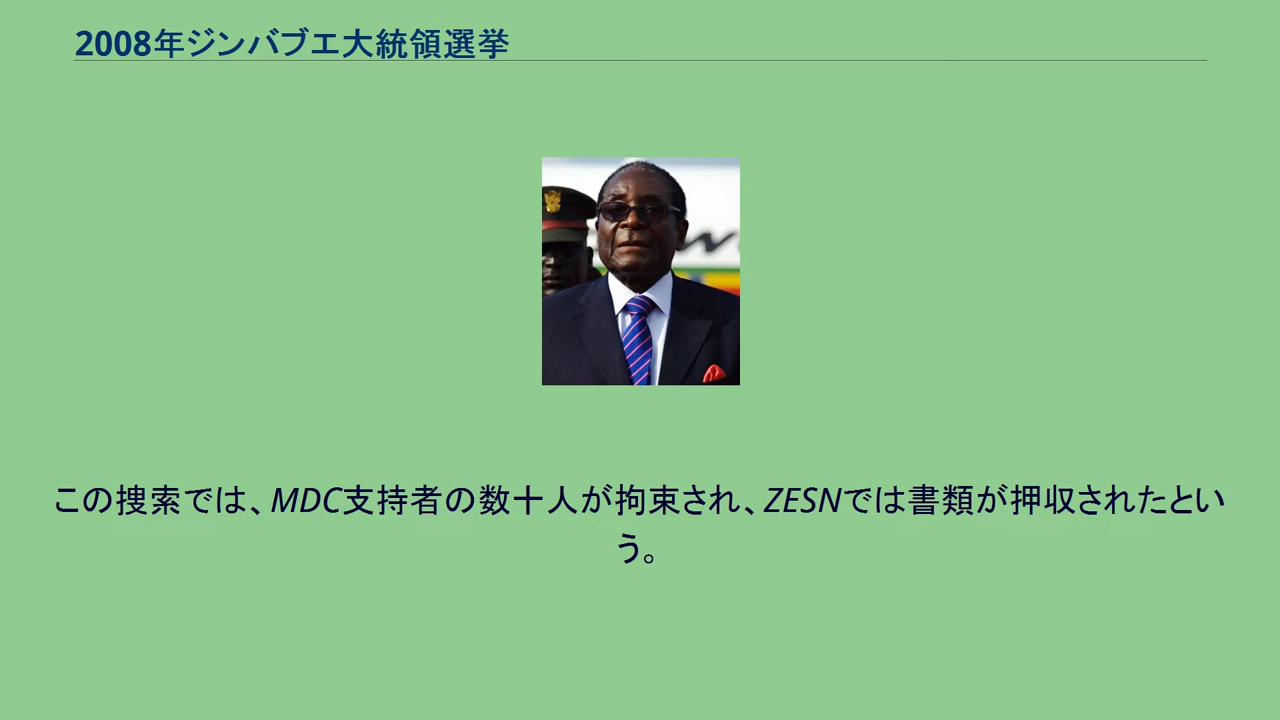 2008年ジンバブエ大統領選挙
この捜索では、MDC支持者の数十人が拘束され、ZESNでは書類が押収されたとい
う。